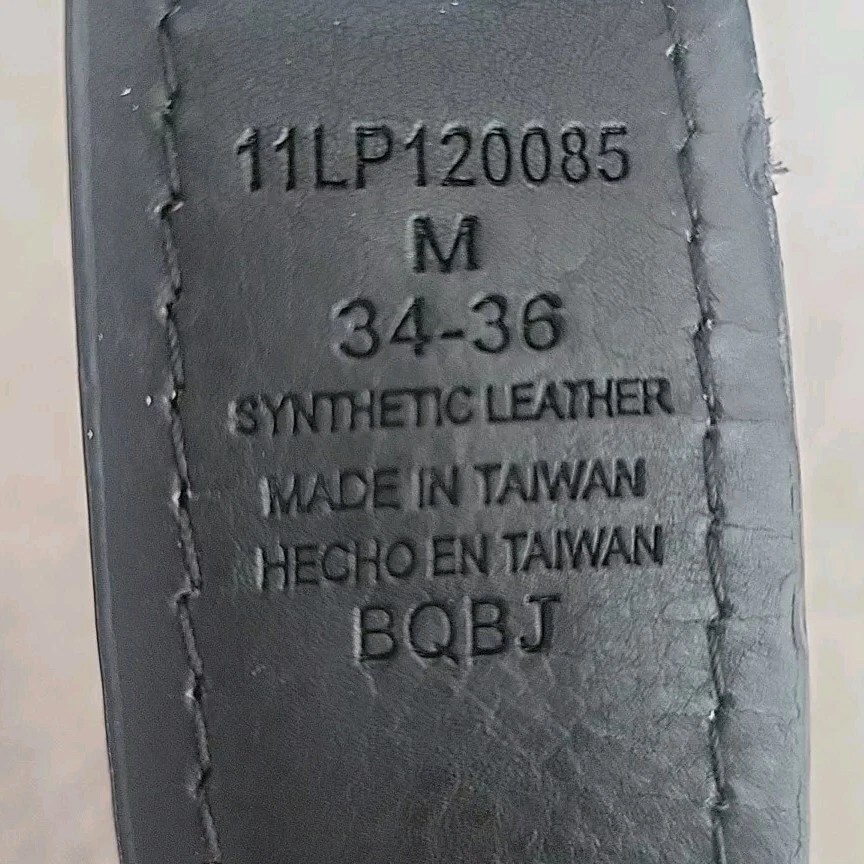 11LP120085
M
34-36
SYNTHETIC LEATHER
MADE IN TAIWAN
HECHO EN TAIWAN
BQBJ